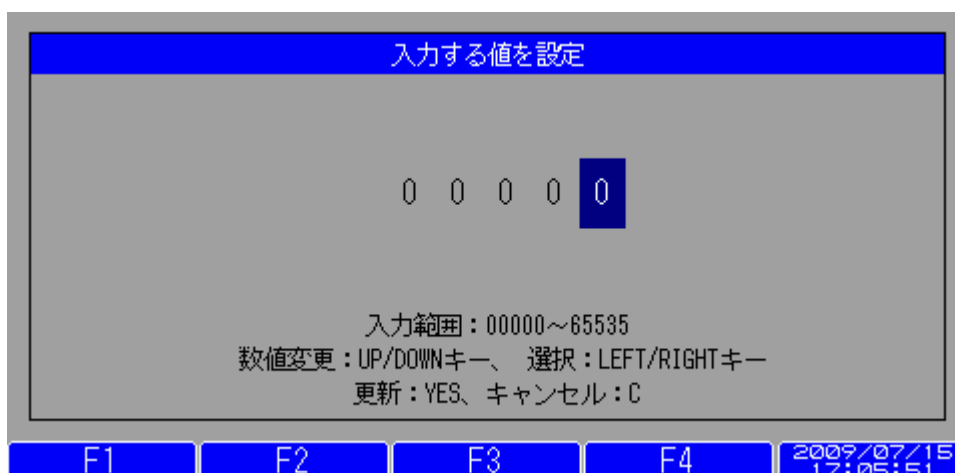 入力する値を設定
0 0 0 0 0
入力範囲：00000～65535
数値変更：UP/DOWNキー、 選択：LEFT/RIGHTキー
更新：YES、キャンセル：C
F1 F2 F3 F4 2009/07/15
17:05:51